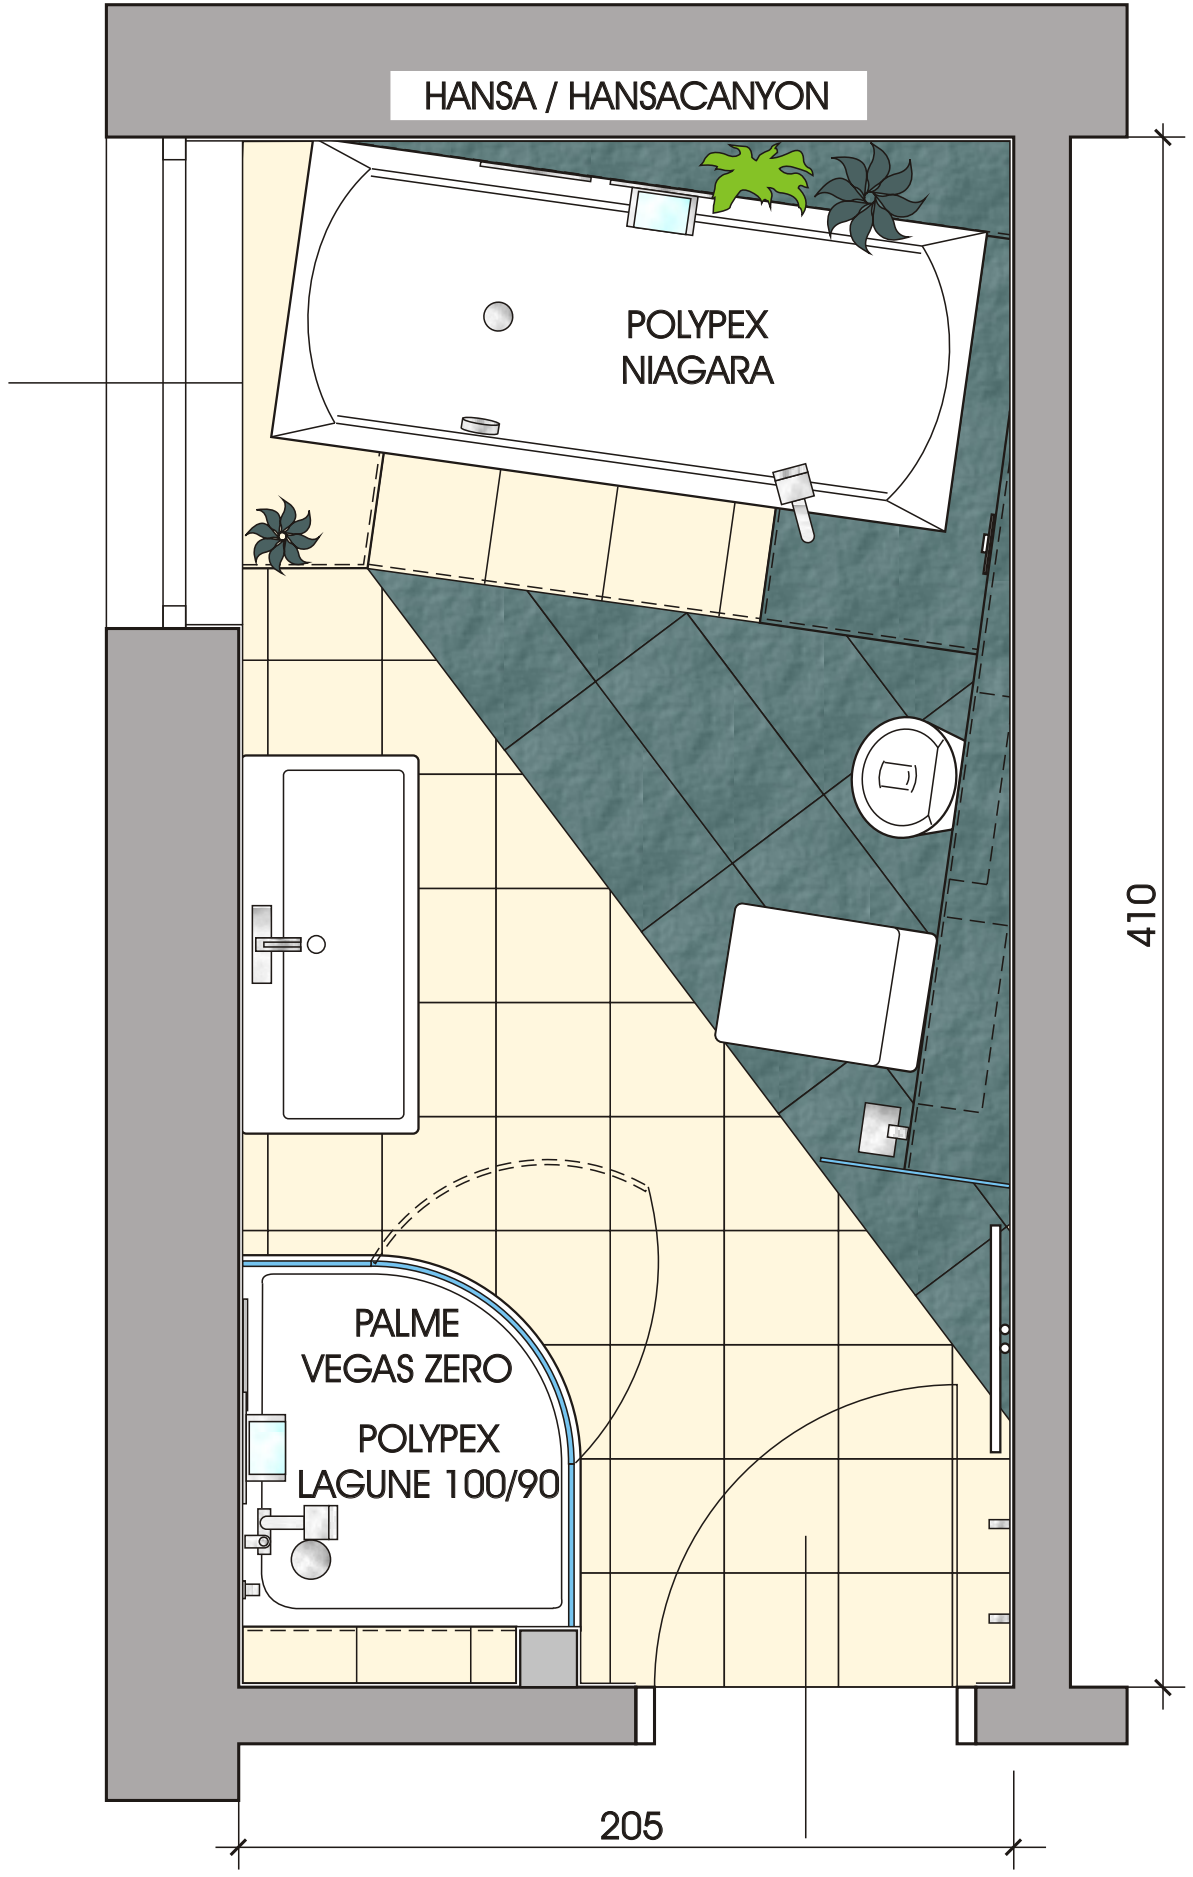 HANSA / HANSACANYON
POLYPEX
NIAGARA
410
PALME
VEGAS ZERO
POLYPEX
LAGUNE 100/90
205